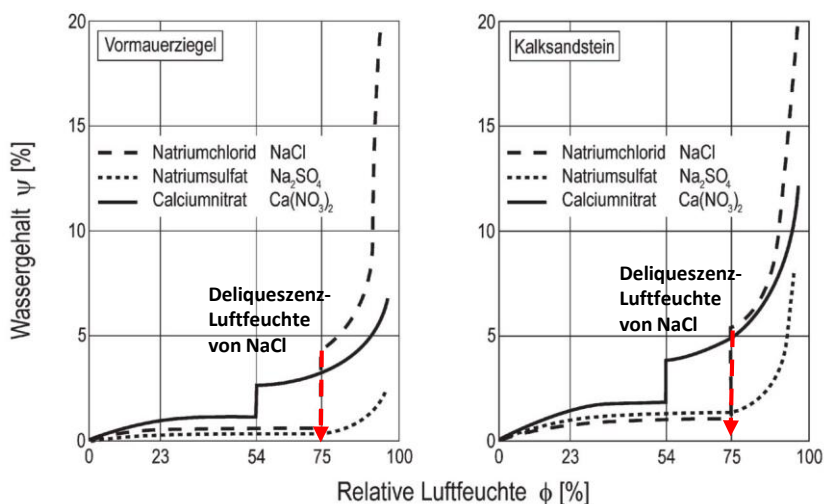 20
Vormauerziegel
15
Natriumchlorid NaCl
Natriumsulfat Na₂SO₄
Calciumnitrat Ca(NO₃)₂
10
Deliqueszenz-
Luftfeuchte
von NaCl
5
0
0 23 54 75 100
20
Kalksandstein
15
Natriumchlorid NaCl
Natriumsulfat Na₂SO₄
Calciumnitrat Ca(NO₃)₂
10
Deliqueszenz-
Luftfeuchte
von NaCl
5
0
0 23 54 75 100
Wassergehalt ψ [%]
Relative Luftfeuchte ϕ [%]